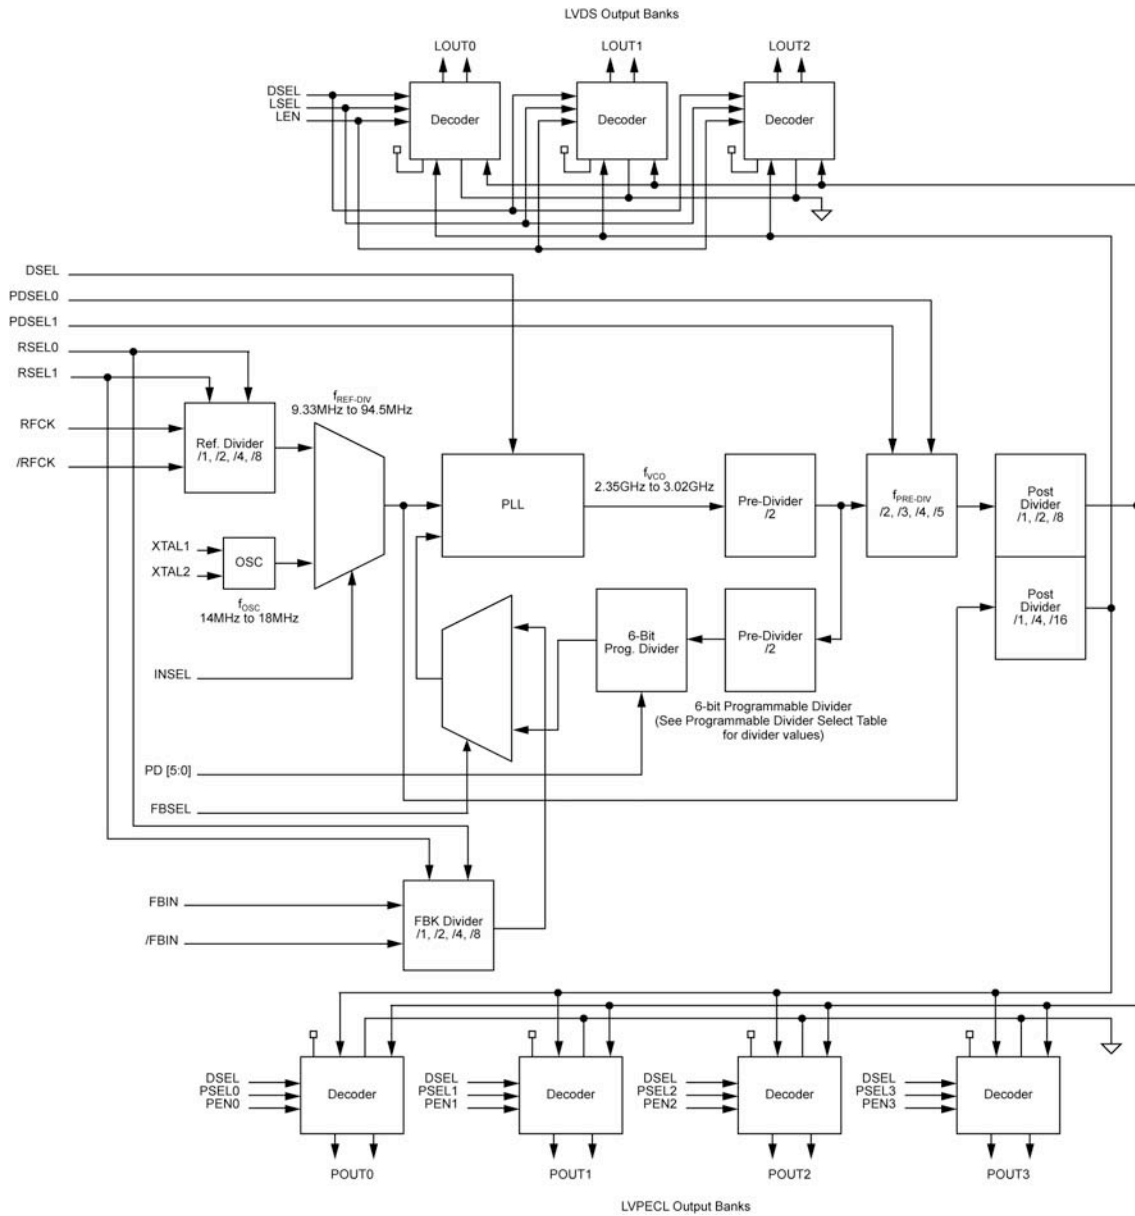 LVDS Output Banks
LOUT0
LOUT1
LOUT2
DSEL
LSEL
LEN
Decoder
Decoder
Decoder
DSEL
PDSEL0
PDSEL1
RSEL0
RSEL1
fREF-DIV
9.33MHz to 94.5MHz
RFCK
/RFCK
Ref. Divider
/1, /2, /4, /8
fVCO
2.35GHz to 3.02GHz
PLL
Pre-Divider
/2
fPRE-DIV
/2, /3, /4, /5
Post
Divider
/1, /2, /8
XTAL1
XTAL2
OSC
fOSC
14MHz to 18MHz
Post
Divider
/1, /4, /16
6-Bit
Prog. Divider
Pre-Divider
/2
INSEL
6-bit Programmable Divider
(See Programmable Divider Select Table
for divider values)
PD [5:0]
FBSEL
FBIN
/FBIN
FBK Divider
/1, /2, /4, /8
DSEL
PSEL0
PEN0
Decoder
DSEL
PSEL1
PEN1
Decoder
DSEL
PSEL2
PEN2
Decoder
DSEL
PSEL3
PEN3
Decoder
POUT0
POUT1
POUT2
POUT3
LVPECL Output Banks